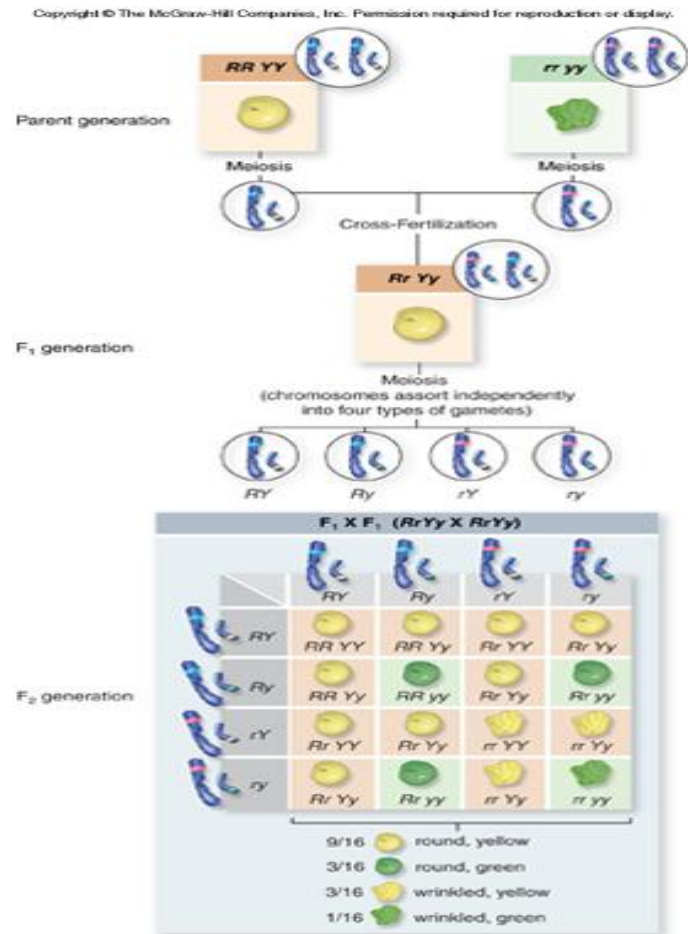 Copyright © The McGraw-Hill Companies, Inc. Permission required for reproduction or display.
RR YY
rr yy
Parent generation
Meiosis
Meiosis
Cross-Fertilization
Rr Yy
F₁ generation
Meiosis
(chromosomes assort independently
into four types of gametes)
RY Ry rY ry
F₁ X F₁ (RrYy X RrYy)
RY Ry rY ry
RY RR YY RR Yy Rr YY Rr Yy
F₂ generation
Ry RR Yy RR yy Rr Yy Rr yy
rY Rr YY Rr Yy rr YY rr Yy
ry Rr Yy Rr yy rr Yy rr yy
9/16 round, yellow
3/16 round, green
3/16 wrinkled, yellow
1/16 wrinkled, green